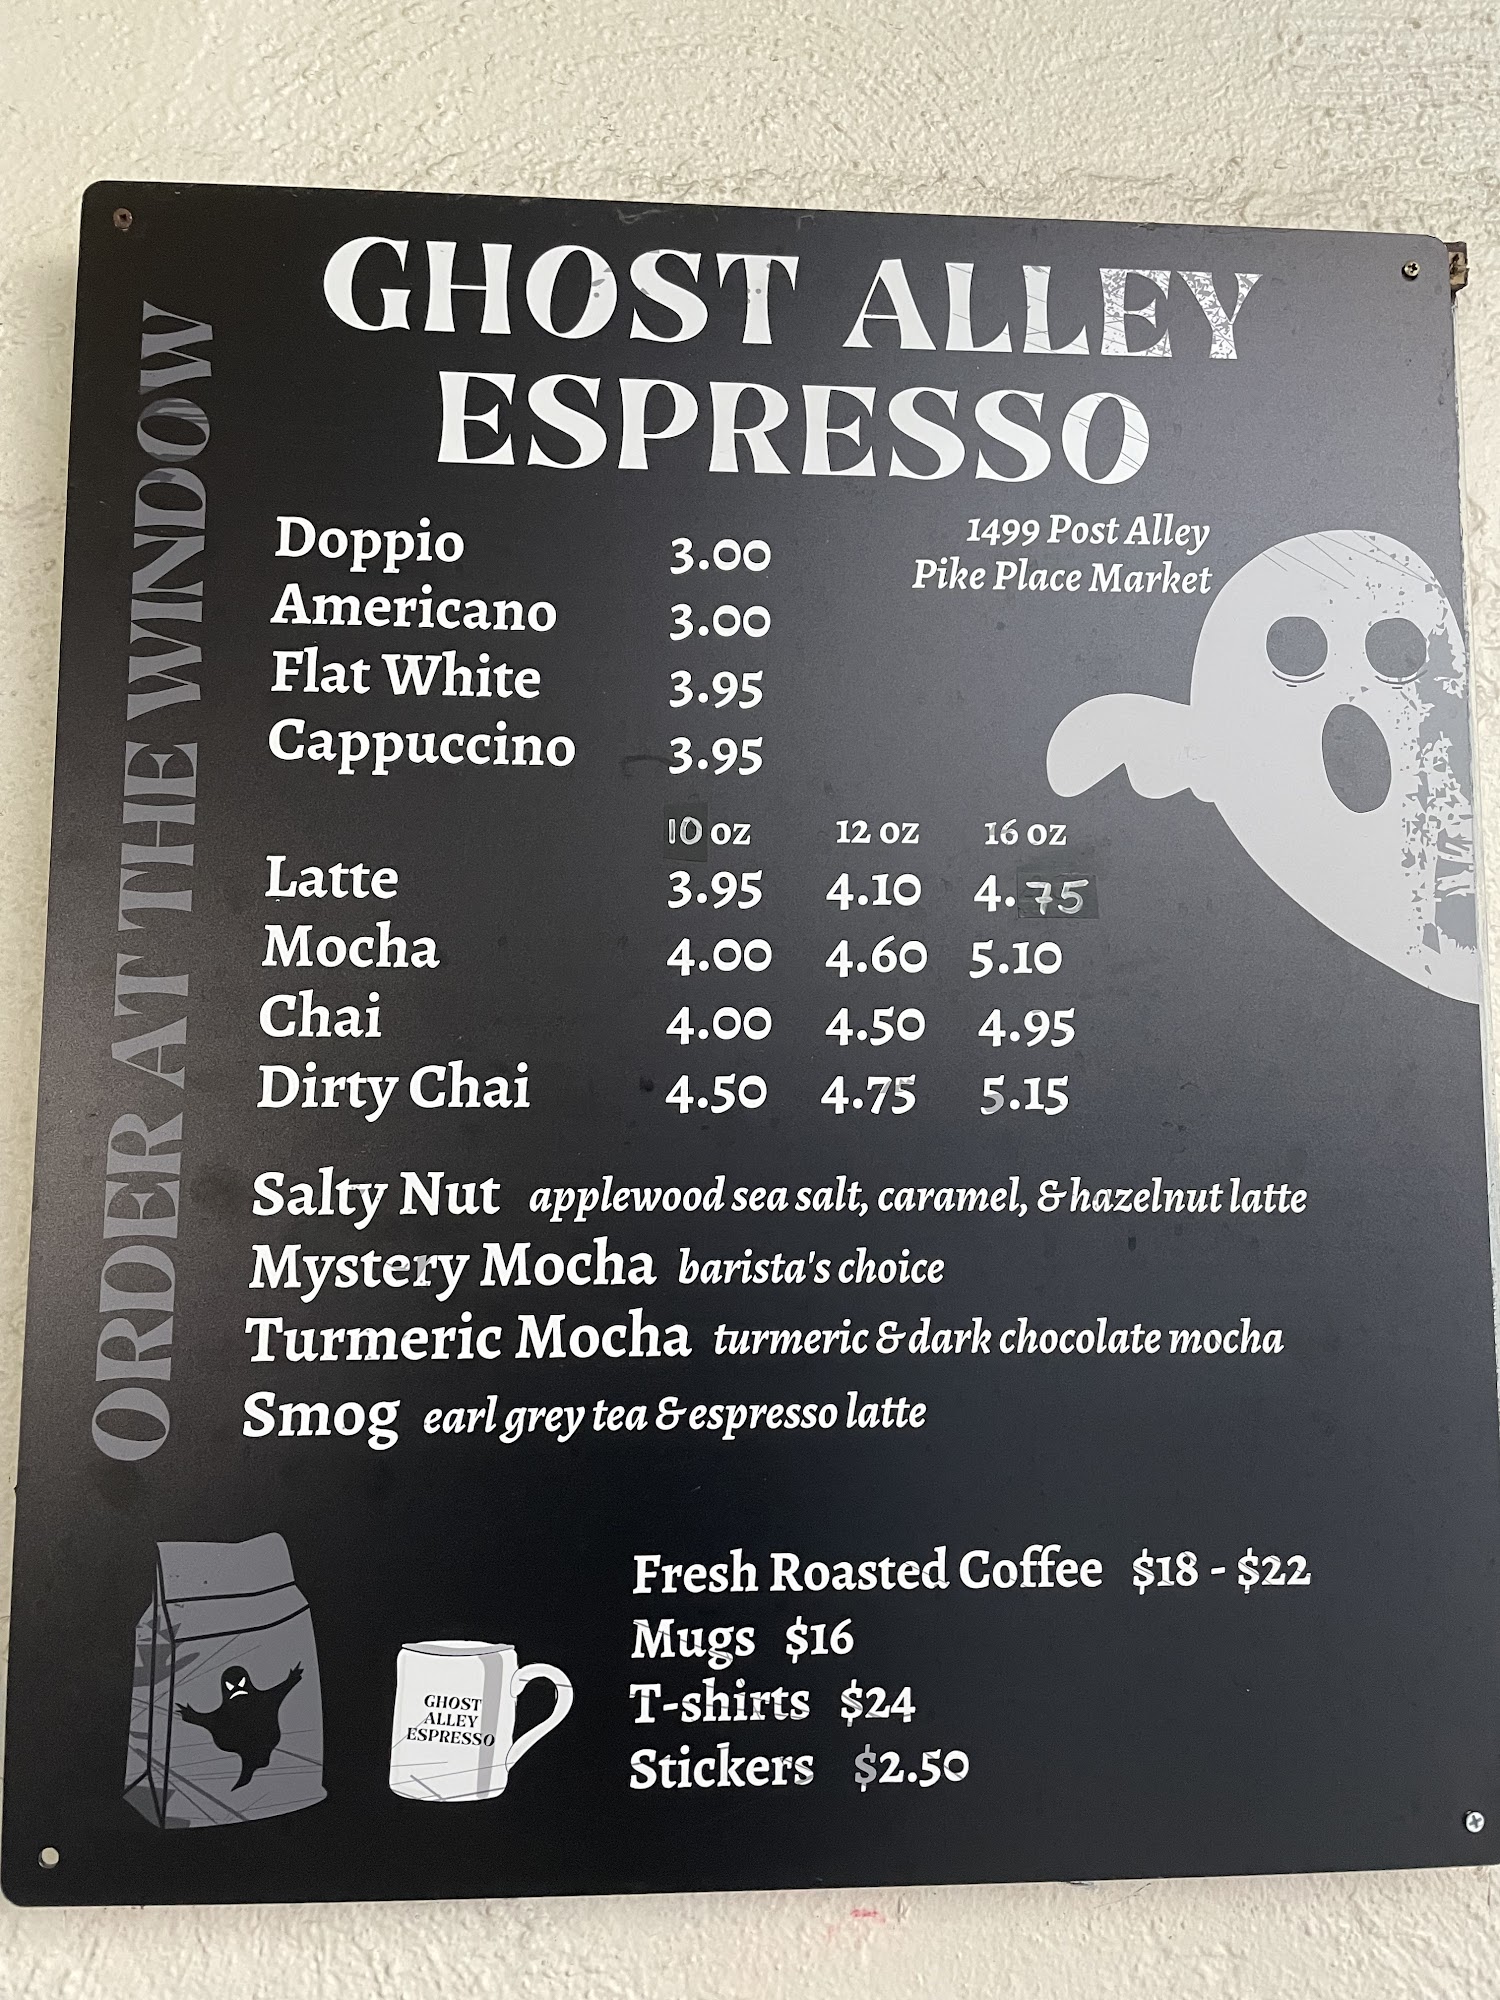 GHOST ALLEY
ESPRESSO
1499 Post Alley
Pike Place Market
ORDER AT THE WINDOW
Doppio 3.00
Americano 3.00
Flat White 3.95
Cappuccino 3.95
10 oz 12 oz 16 oz
Latte 3.95 4.10 4.75
Mocha 4.00 4.60 5.10
Chai 4.00 4.50 4.95
Dirty Chai 4.50 4.75 5.15
Salty Nut applewood sea salt, caramel, & hazelnut latte
Mystery Mocha barista's choice
Turmeric Mocha turmeric & dark chocolate mocha
Smog earl grey tea & espresso latte
Fresh Roasted Coffee $18 - $22
Mugs $16
T-shirts $24
Stickers $2.50
GHOST
ALLEY
ESPRESSO